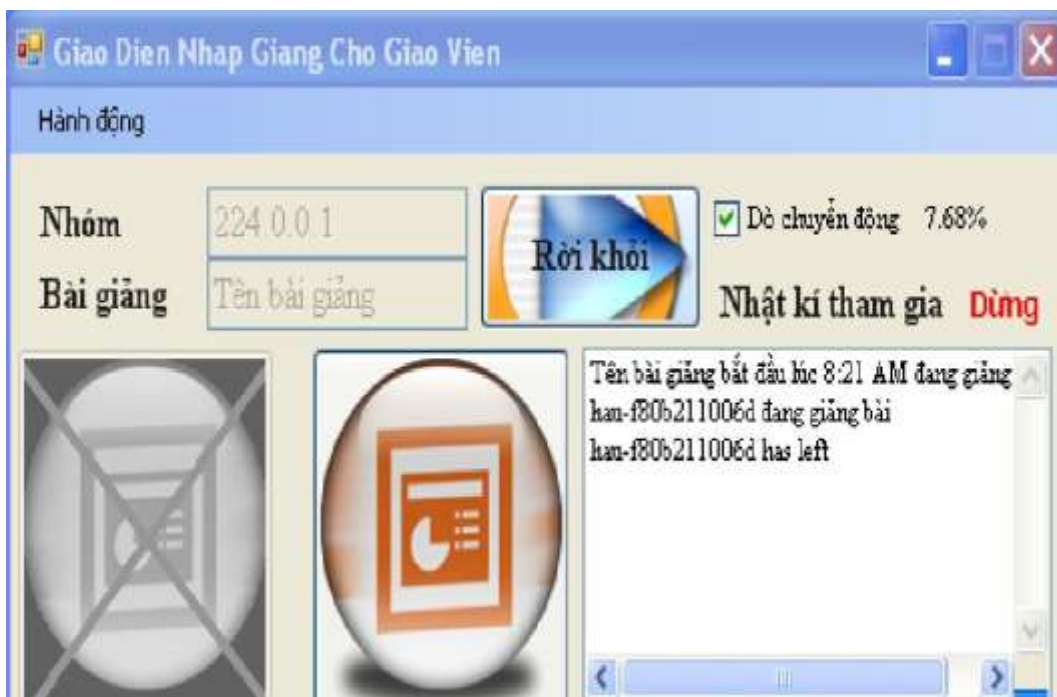 Giao Dien Nhap Giang Cho Giao Vien
Hành động
Nhóm
224.0.0.1
Rời khỏi
Dò chuyển động 7.68%
Bài giảng
Tên bài giảng
Nhật kí tham gia Dừng
Tên bài giảng bắt đầu lúc 8:21 AM đang giảng
hau-f80b211006d đang giảng bài
hau-f80b211006d has left